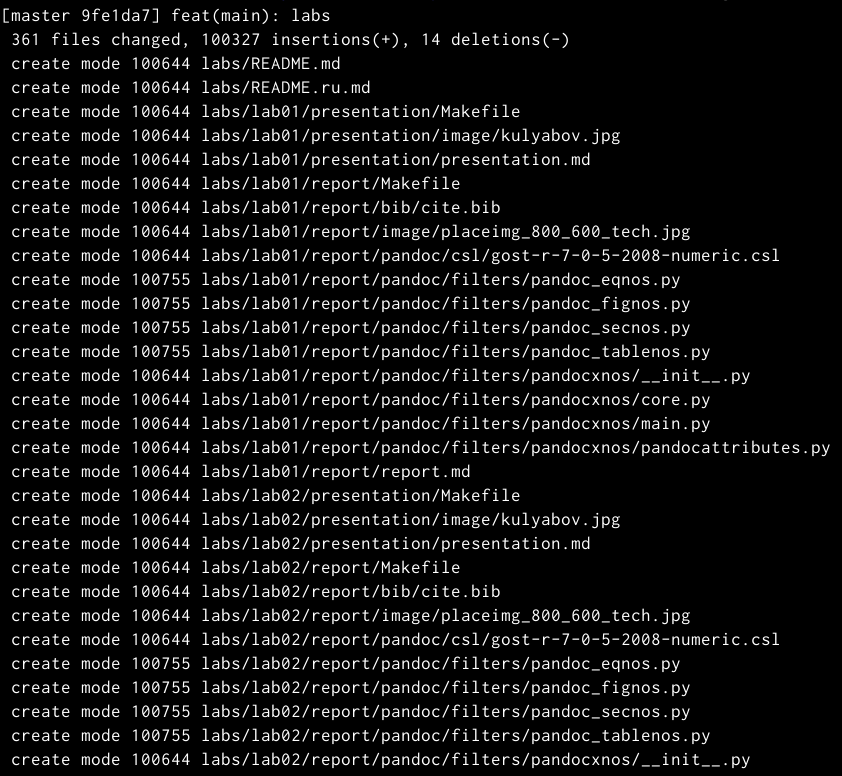 [master 9fe1da7] feat(main): labs
361 files changed, 100327 insertions(+), 14 deletions(-)
create mode 100644 labs/README.md
create mode 100644 labs/README.ru.md
create mode 100644 labs/lab01/presentation/Makefile
create mode 100644 labs/lab01/presentation/image/kulyabov.jpg
create mode 100644 labs/lab01/presentation/presentation.md
create mode 100644 labs/lab01/report/Makefile
create mode 100644 labs/lab01/report/bib/cite.bib
create mode 100644 labs/lab01/report/image/placeimg_800_600_tech.jpg
create mode 100644 labs/lab01/report/pandoc/csl/gost-r-7-0-5-2008-numeric.csl
create mode 100755 labs/lab01/report/pandoc/filters/pandoc_eqnos.py
create mode 100755 labs/lab01/report/pandoc/filters/pandoc_fignos.py
create mode 100755 labs/lab01/report/pandoc/filters/pandoc_secnos.py
create mode 100755 labs/lab01/report/pandoc/filters/pandoc_tablenos.py
create mode 100644 labs/lab01/report/pandoc/filters/pandocxnos/__init__.py
create mode 100644 labs/lab01/report/pandoc/filters/pandocxnos/core.py
create mode 100644 labs/lab01/report/pandoc/filters/pandocxnos/main.py
create mode 100644 labs/lab01/report/pandoc/filters/pandocxnos/pandocattributes.py
create mode 100644 labs/lab01/report/report.md
create mode 100644 labs/lab02/presentation/Makefile
create mode 100644 labs/lab02/presentation/image/kulyabov.jpg
create mode 100644 labs/lab02/presentation/presentation.md
create mode 100644 labs/lab02/report/Makefile
create mode 100644 labs/lab02/report/bib/cite.bib
create mode 100644 labs/lab02/report/image/placeimg_800_600_tech.jpg
create mode 100644 labs/lab02/report/pandoc/csl/gost-r-7-0-5-2008-numeric.csl
create mode 100755 labs/lab02/report/pandoc/filters/pandoc_eqnos.py
create mode 100755 labs/lab02/report/pandoc/filters/pandoc_fignos.py
create mode 100755 labs/lab02/report/pandoc/filters/pandoc_secnos.py
create mode 100755 labs/lab02/report/pandoc/filters/pandoc_tablenos.py
create mode 100644 labs/lab02/report/pandoc/filters/pandocxnos/__init__.py